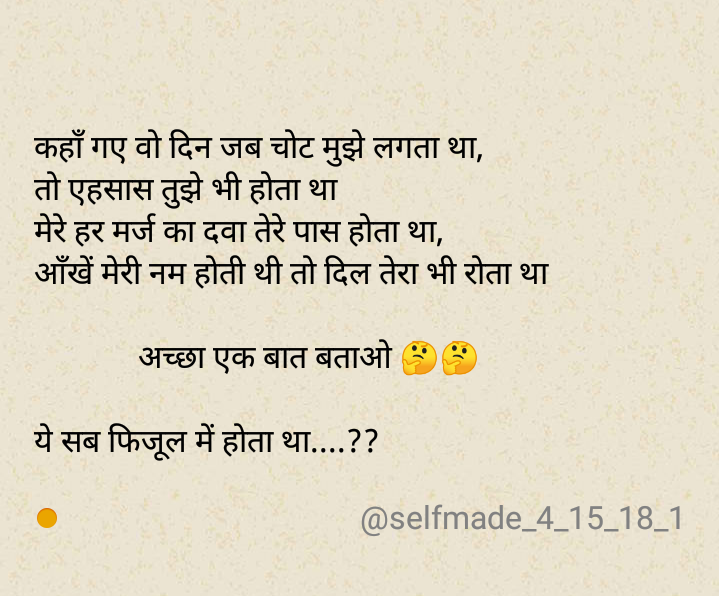 कहाँ गए वो दिन जब चोट मुझे लगता था,
तो एहसास तुझे भी होता था
मेरे हर मर्ज का दवा तेरे पास होता था,
आँखें मेरी नम होती थी तो दिल तेरा भी रोता था
अच्छा एक बात बताओ 🤔🤔
ये सब फिजूल में होता था....??
@selfmade_4_15_18_1